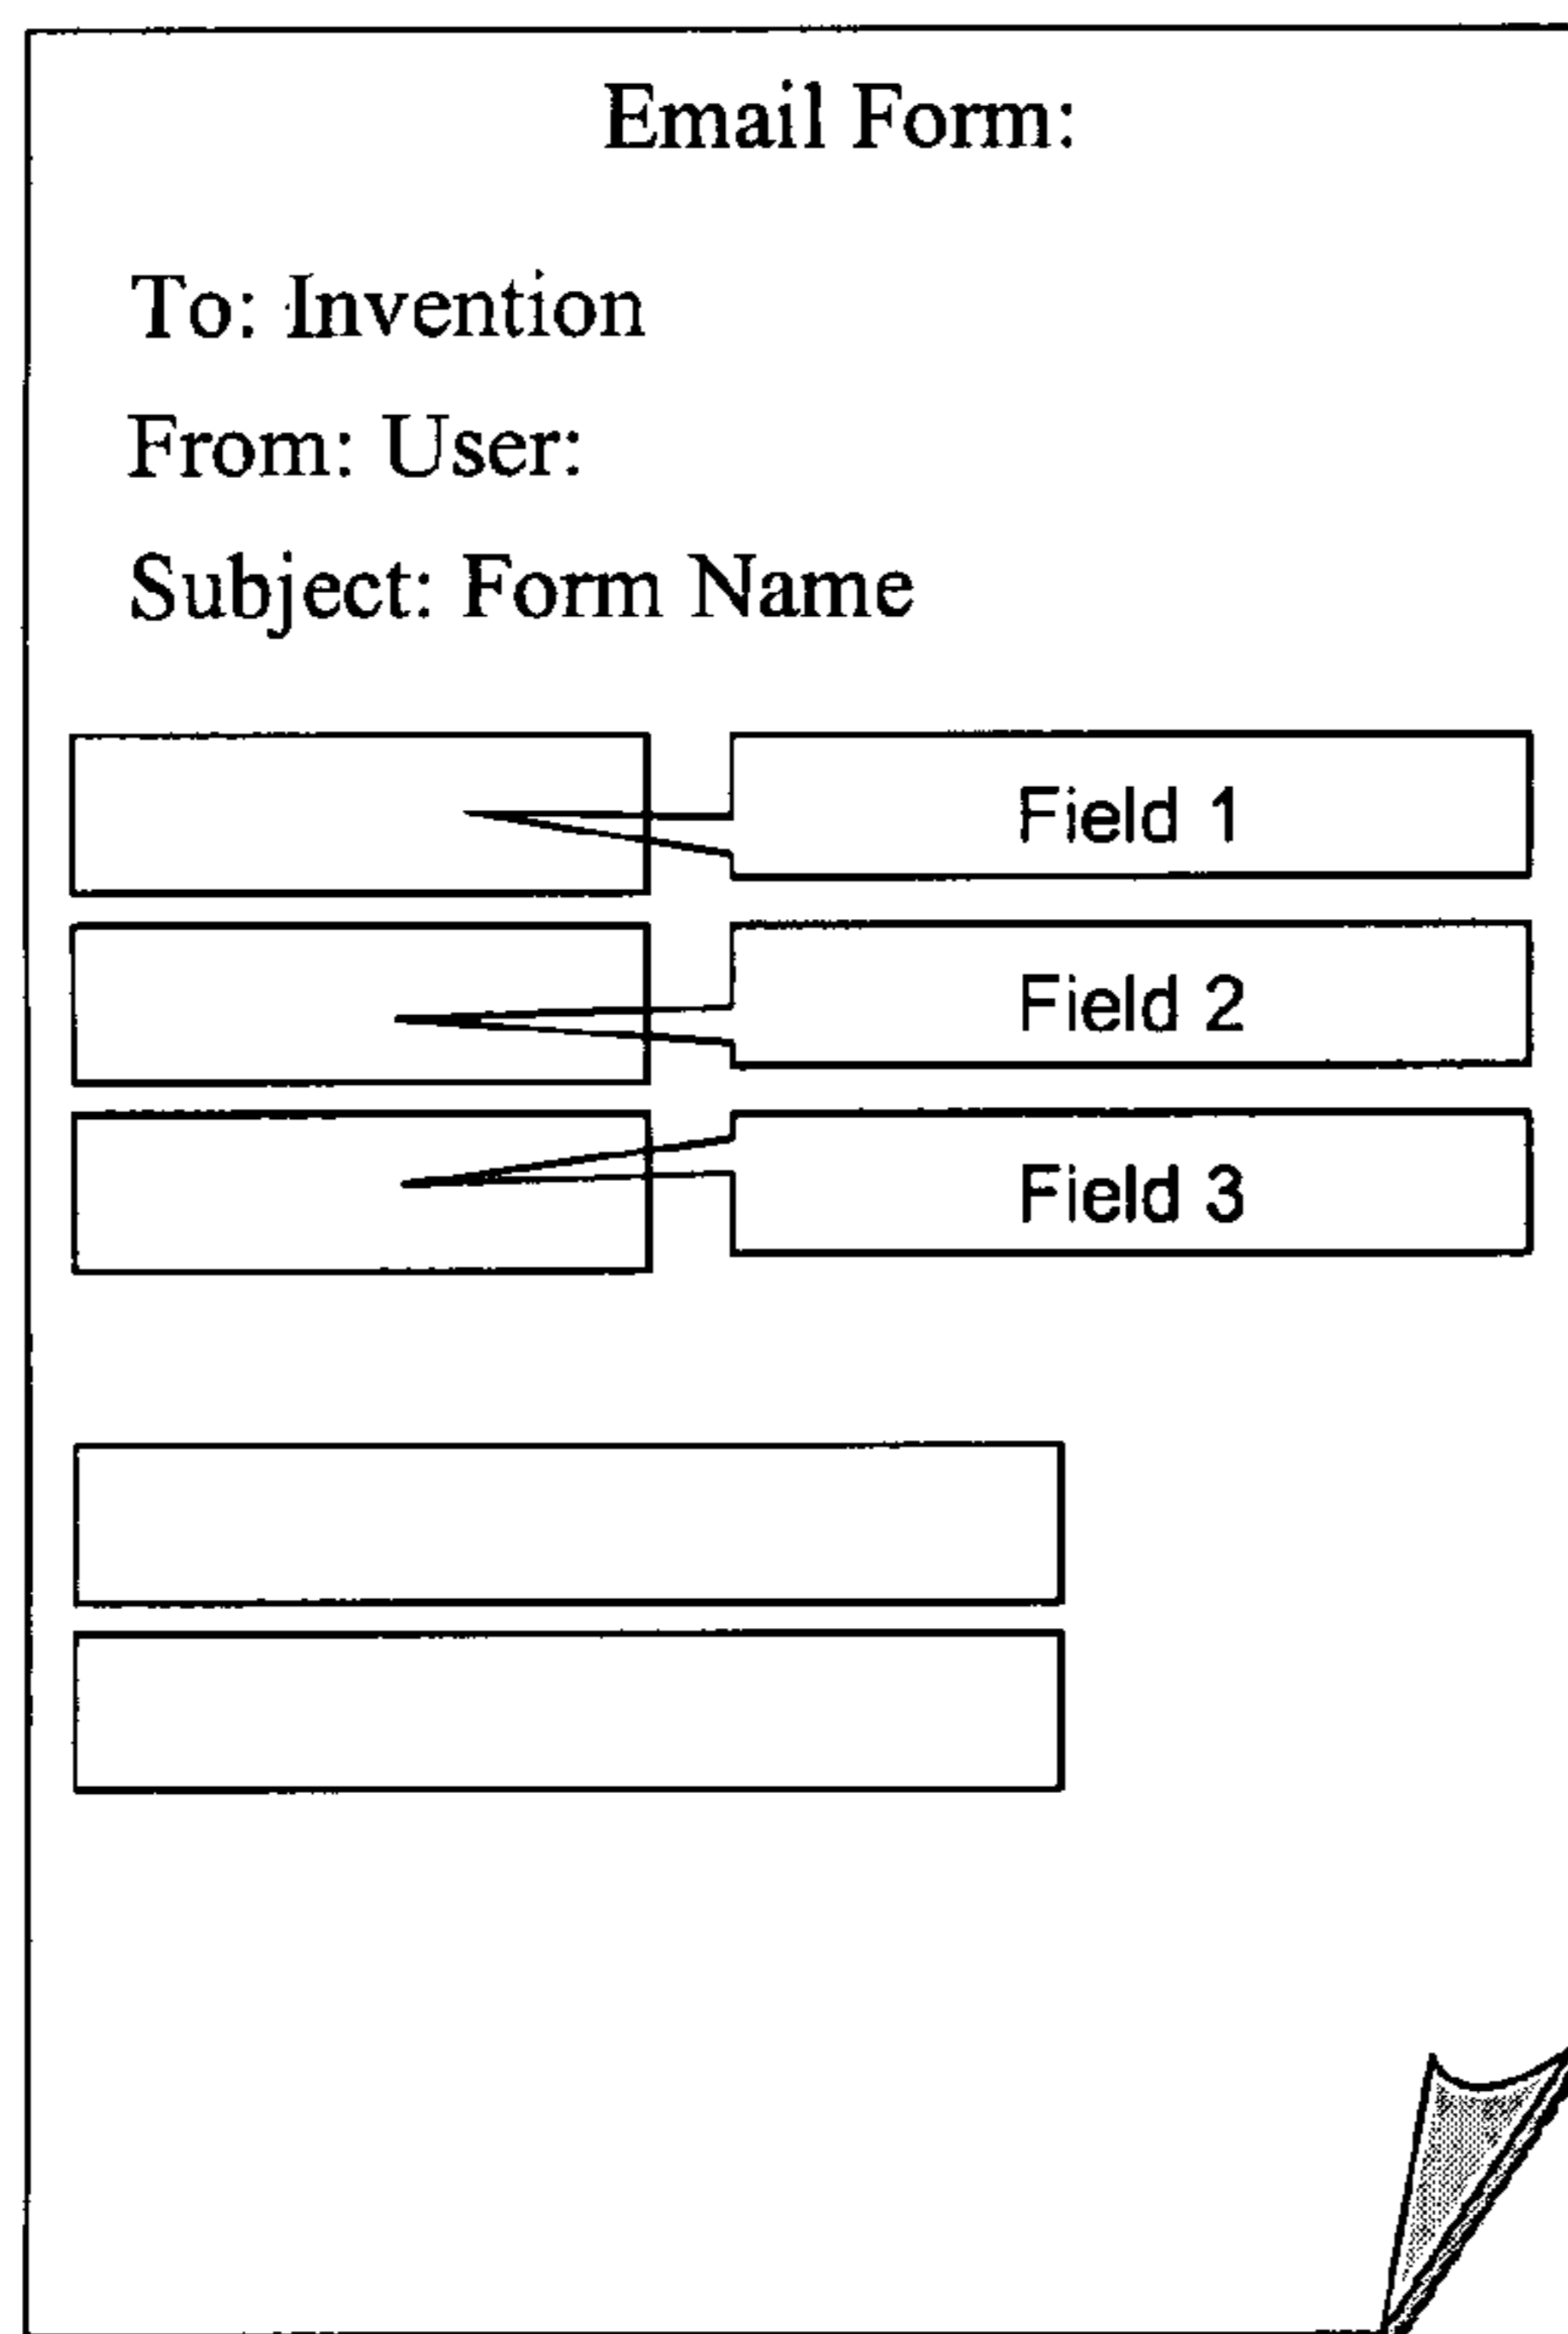 Email Form:
To: Invention
From: User:
Subject: Form Name
Field 1
Field 2
Field 3